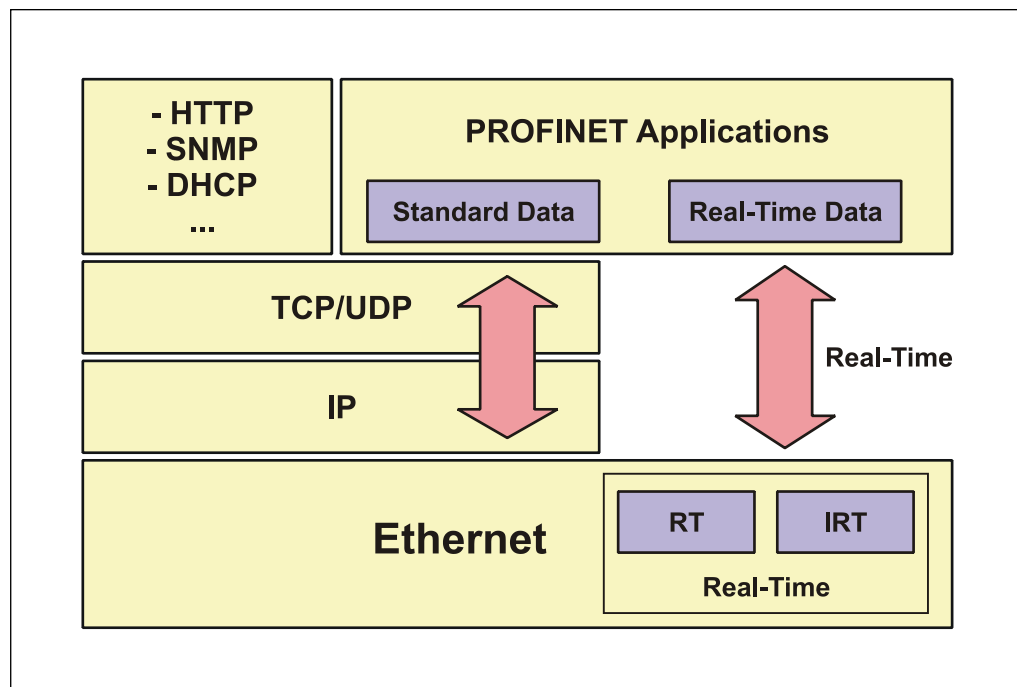 - HTTP
- SNMP
- DHCP
...
PROFINET Applications
Standard Data
Real-Time Data
TCP/UDP
Real-Time
IP
Ethernet
RT
IRT
Real-Time